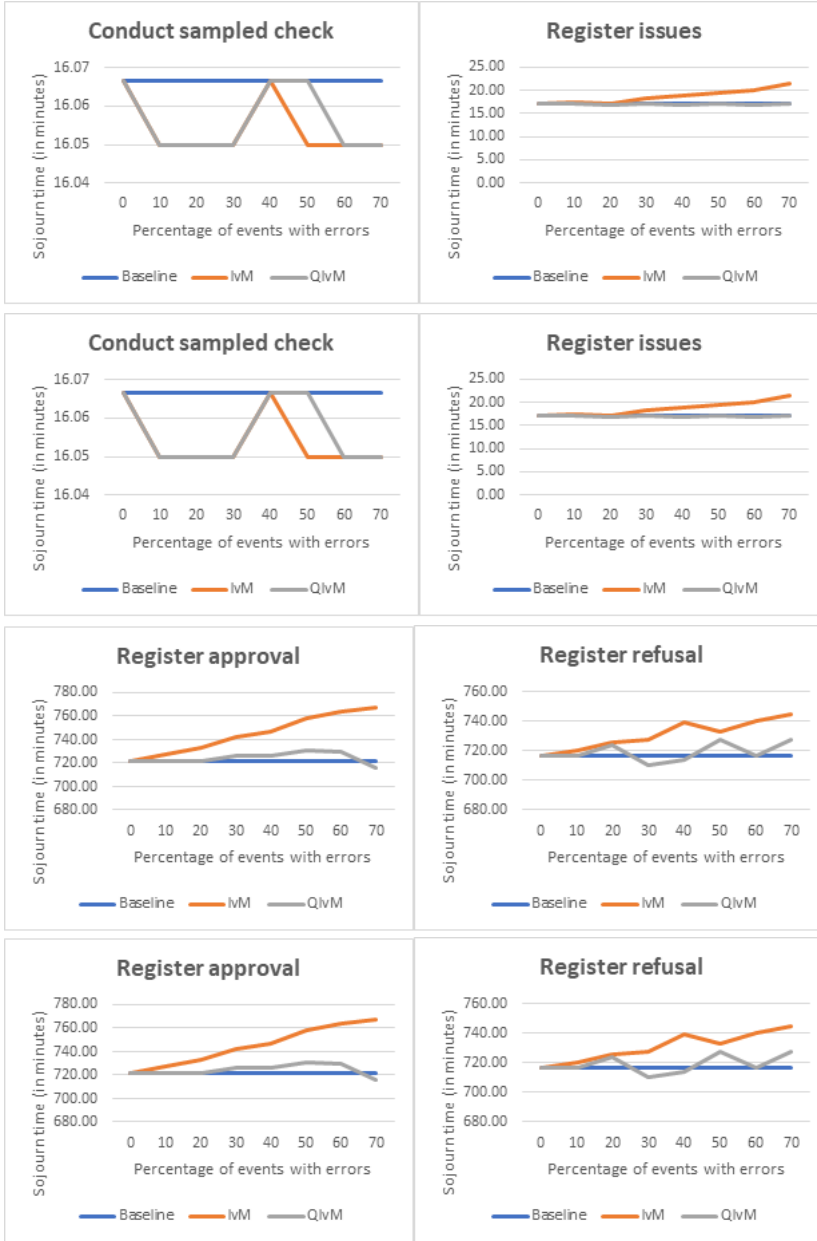 Conduct sampled check
Sojourn time (in minutes)
16.07
16.06
16.05
16.04
0 10 20 30 40 50 60 70
Percentage of events with errors
Baseline IvM QIvM
Register issues
Sojourn time (in minutes)
25.00
20.00
15.00
10.00
5.00
0.00
0 10 20 30 40 50 60 70
Percentage of events with errors
Baseline IvM QIvM
Conduct sampled check
Sojourn time (in minutes)
16.07
16.06
16.05
16.04
0 10 20 30 40 50 60 70
Percentage of events with errors
Baseline IvM QIvM
Register issues
Sojourn time (in minutes)
25.00
20.00
15.00
10.00
5.00
0.00
0 10 20 30 40 50 60 70
Percentage of events with errors
Baseline IvM QIvM
Register approval
Sojourn time (in minutes)
780.00
760.00
740.00
720.00
700.00
680.00
0 10 20 30 40 50 60 70
Percentage of events with errors
Baseline IvM QIvM
Register refusal
Sojourn time (in minutes)
760.00
740.00
720.00
700.00
680.00
0 10 20 30 40 50 60 70
Percentage of events with errors
Baseline IvM QIvM
Register approval
Sojourn time (in minutes)
780.00
760.00
740.00
720.00
700.00
680.00
0 10 20 30 40 50 60 70
Percentage of events with errors
Baseline IvM QIvM
Register refusal
Sojourn time (in minutes)
760.00
740.00
720.00
700.00
680.00
0 10 20 30 40 50 60 70
Percentage of events with errors
Baseline IvM QIvM